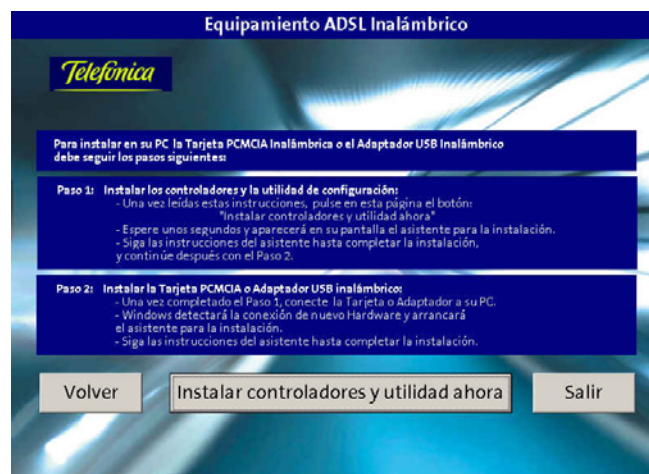 Equipamiento ADSL Inalámbrico
Telefónica
Para instalar en su PC la Tarjeta PCMCIA Inalámbrica o el Adaptador USB Inalámbrico
debe seguir los pasos siguientes:
Paso 1: Instalar los controladores y la utilidad de configuración:
- Una vez leídas estas instrucciones, pulse en esta página el botón:
"Instalar controladores y utilidad ahora"
- Espere unos segundos y aparecerá en su pantalla el asistente para la instalación.
- Siga las instrucciones del asistente hasta completar la instalación,
y continúe después con el Paso 2.
Paso 2: Instalar la Tarjeta PCMCIA o Adaptador USB inalámbrico:
- Una vez completado el Paso 1, conecte la Tarjeta o Adaptador a su PC.
- Windows detectará la conexión de nuevo Hardware y arrancará
el asistente para la instalación.
- Siga las instrucciones del asistente hasta completar la instalación.
Volver
Instalar controladores y utilidad ahora
Salir